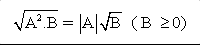 √A².B = |A|√B ( B ≥0)